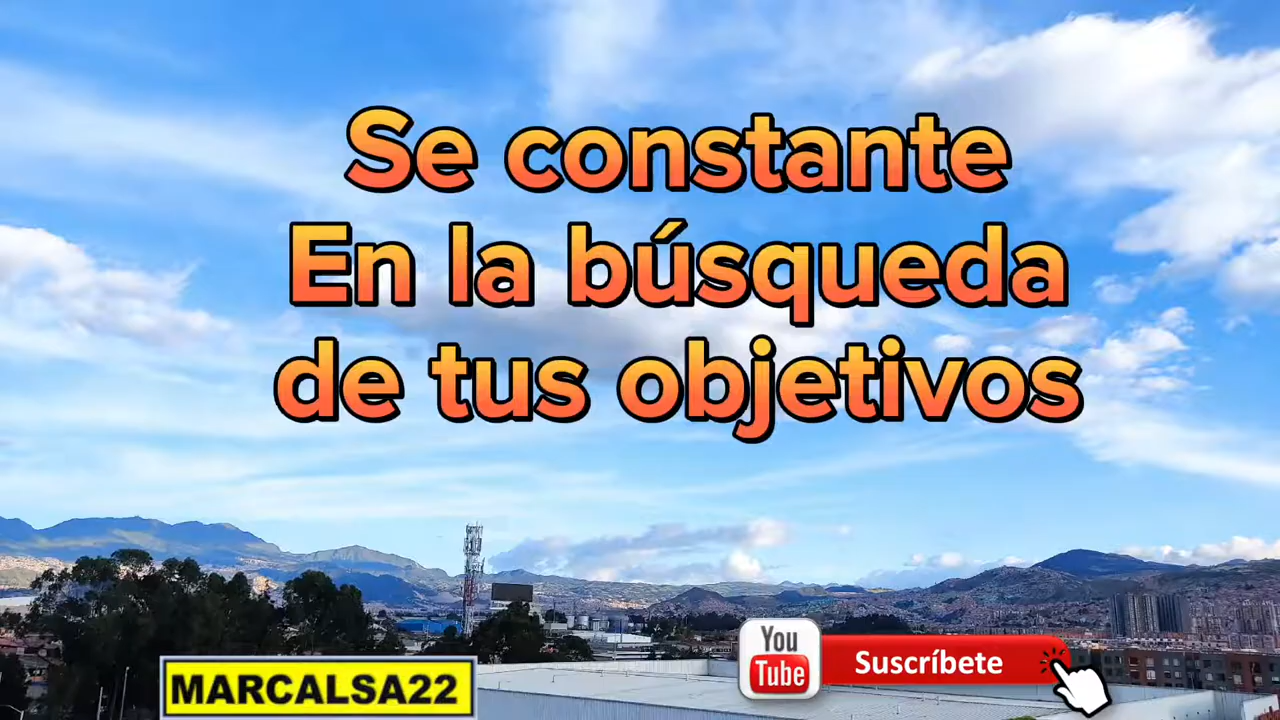 Se constante
En la búsqueda
de tus objetivos
MARCALSA22
You
Tube
Suscríbete